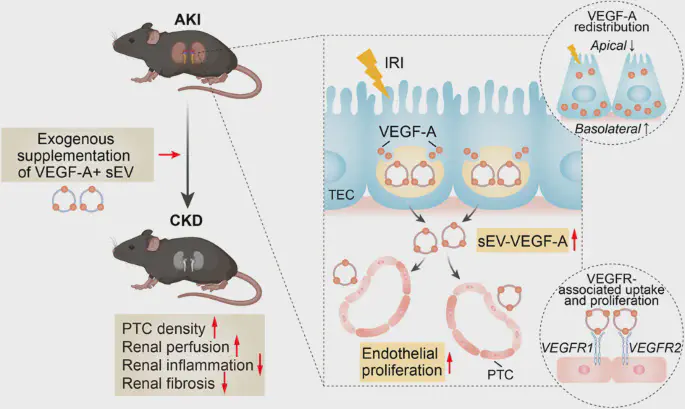 AKI
Exogenous
supplementation
of VEGF-A+ sEV
CKD
PTC density ↑
Renal perfusion ↑
Renal inflammation ↓
Renal fibrosis ↓
IRI
VEGF-A
TEC
sEV-VEGF-A ↑
Endothelial
proliferation ↑
PTC
VEGF-A
redistribution
Apical ↓
Basolateral ↑
VEGFR-
associated uptake
and proliferation
VEGFR1
VEGFR2